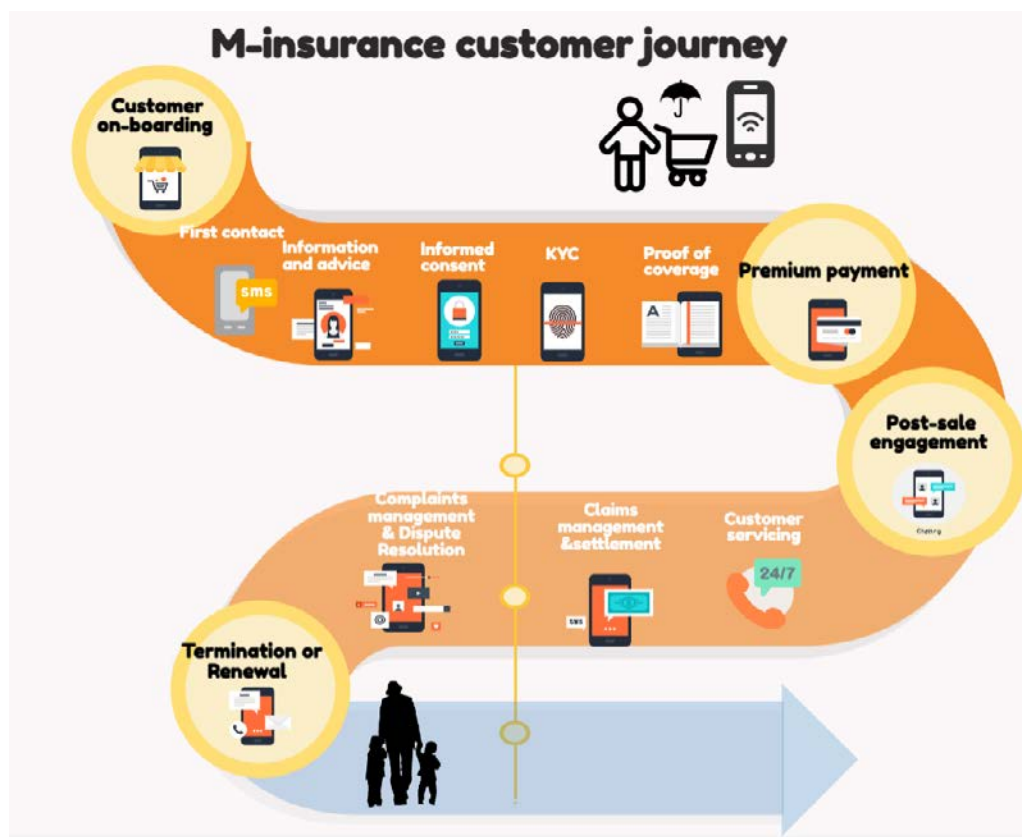 M-insurance customer journey
Customer
on-boarding
First contact
sms
Information
and advice
Informed
consent
KYC
Proof of
coverage
A
Premium payment
Post-sale
engagement
Chatting
Customer
servicing
24/7
Claims
management
&settlement
SMS
Complaints
management
& Dispute
Resolution
@
Termination or
Renewal